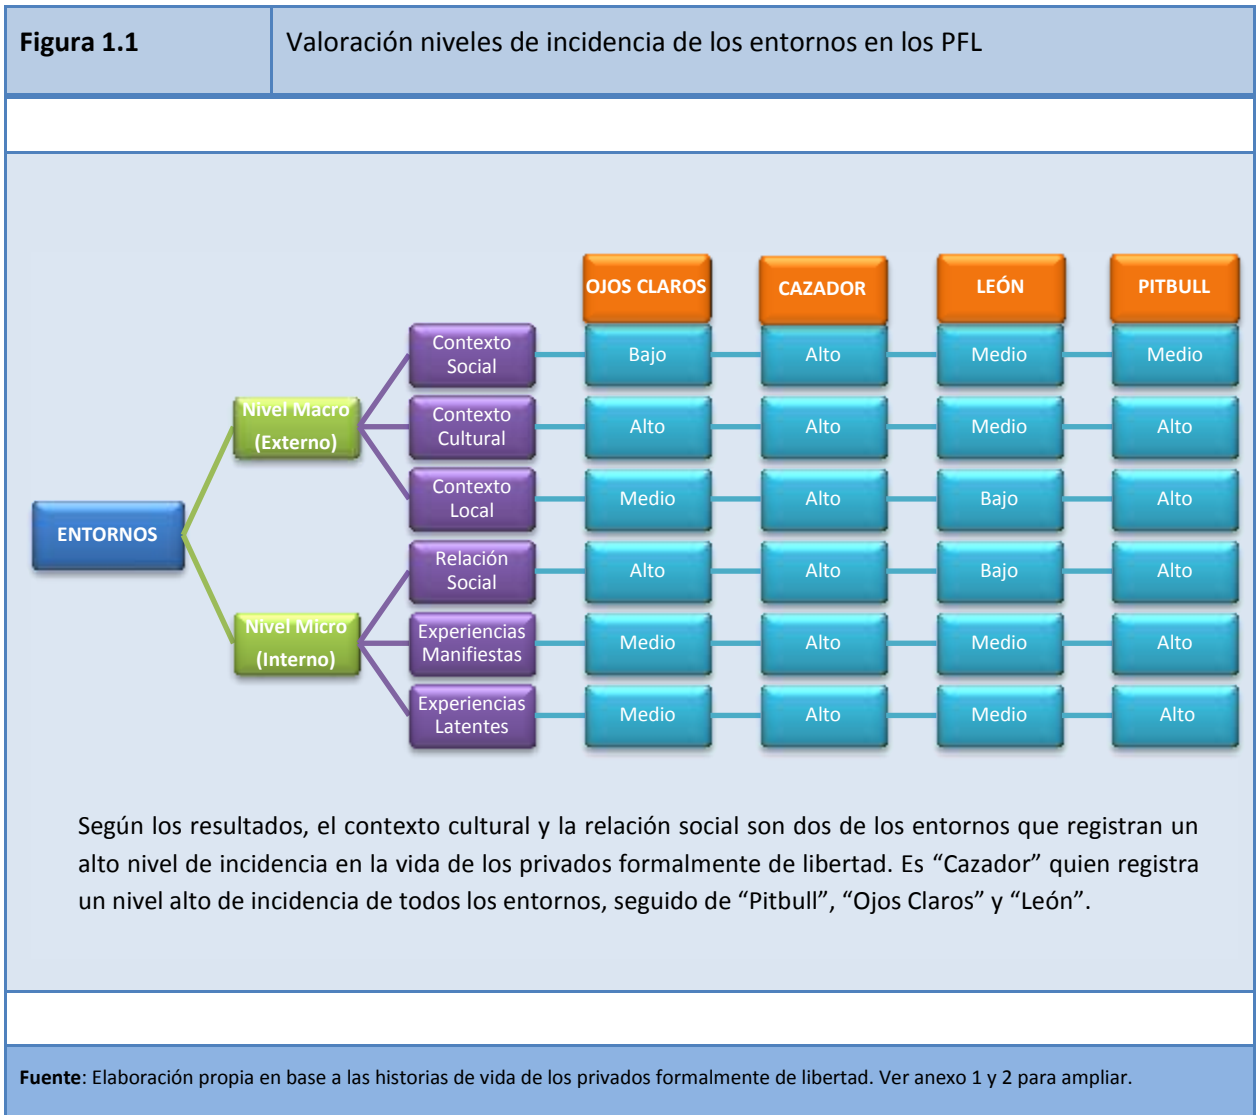 Figura 1.1
Valoración niveles de incidencia de los entornos en los PFL
OJOS CLAROS
CAZADOR
LEÓN
PITBULL
ENTORNOS
Nivel Macro
(Externo)
Contexto
Social
Bajo
Alto
Medio
Medio
Contexto
Cultural
Alto
Alto
Medio
Alto
Contexto
Local
Medio
Alto
Bajo
Alto
Nivel Micro
(Interno)
Relación
Social
Alto
Alto
Bajo
Alto
Experiencias
Manifiestas
Medio
Alto
Medio
Alto
Experiencias
Latentes
Medio
Alto
Medio
Alto
Según los resultados, el contexto cultural y la relación social son dos de los entornos que registran un
alto nivel de incidencia en la vida de los privados formalmente de libertad. Es “Cazador” quien registra
un nivel alto de incidencia de todos los entornos, seguido de “Pitbull”, “Ojos Claros” y “León”.
Fuente: Elaboración propia en base a las historias de vida de los privados formalmente de libertad. Ver anexo 1 y 2 para ampliar.